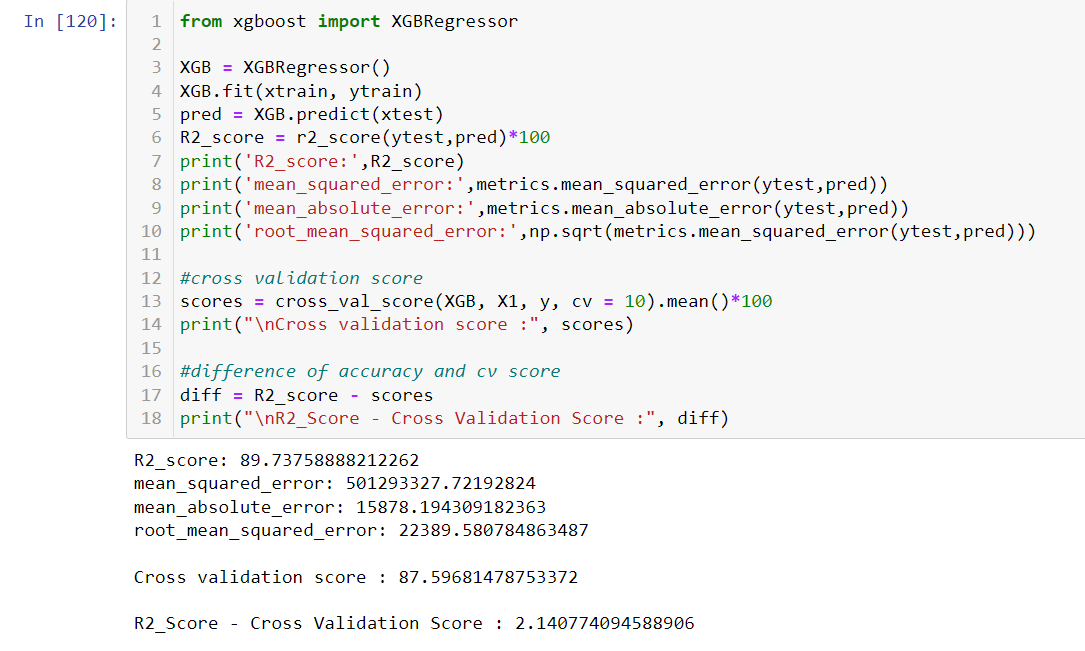 In [120]:
1 from xgboost import XGBRegressor
2
3 XGB = XGBRegressor()
4 XGB.fit(xtrain, ytrain)
5 pred = XGB.predict(xtest)
6 R2_score = r2_score(ytest,pred)*100
7 print('R2_score:',R2_score)
8 print('mean_squared_error:',metrics.mean_squared_error(ytest,pred))
9 print('mean_absolute_error:',metrics.mean_absolute_error(ytest,pred))
10 print('root_mean_squared_error:',np.sqrt(metrics.mean_squared_error(ytest,pred)))
11
12 #cross validation score
13 scores = cross_val_score(XGB, X1, y, cv = 10).mean()*100
14 print("\nCross validation score :", scores)
15
16 #difference of accuracy and cv score
17 diff = R2_score - scores
18 print("\nR2_Score - Cross Validation Score :", diff)
R2_score: 89.73758888212262
mean_squared_error: 501293327.72192824
mean_absolute_error: 15878.194309182363
root_mean_squared_error: 22389.580784863487
Cross validation score : 87.59681478753372
R2_Score - Cross Validation Score : 2.140774094588906